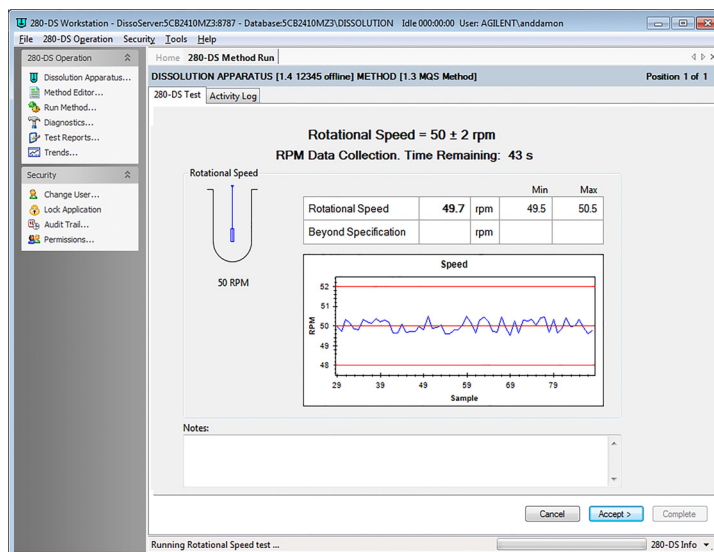 280-DS Workstation - DissoServer:5CB2410MZ3:8787 - Database:5CB2410MZ3\DISSOLUTION Idle 000:00:00 User: AGILENT\anddamon
File 280-DS Operation Security Tools Help
280-DS Operation
Dissolution Apparatus...
Method Editor...
Run Method...
Diagnostics...
Test Reports...
Trends...
Security
Change User...
Lock Application
Audit Trail...
Permissions...
Home 280-DS Method Run
DISSOLUTION APPARATUS [1.4 12345 offline] METHOD [1.3 MQS Method] Position 1 of 1
280-DS Test Activity Log
Rotational Speed = 50 ± 2 rpm
RPM Data Collection. Time Remaining: 43 s
Rotational Speed
50 RPM
Min Max
Rotational Speed 49.7 rpm 49.5 50.5
Beyond Specification rpm
Speed
52
51
50
49
48
RPM
29 39 49 59 69 79
Sample
Notes:
Cancel Accept > Complete
Running Rotational Speed test ... 280-DS Info